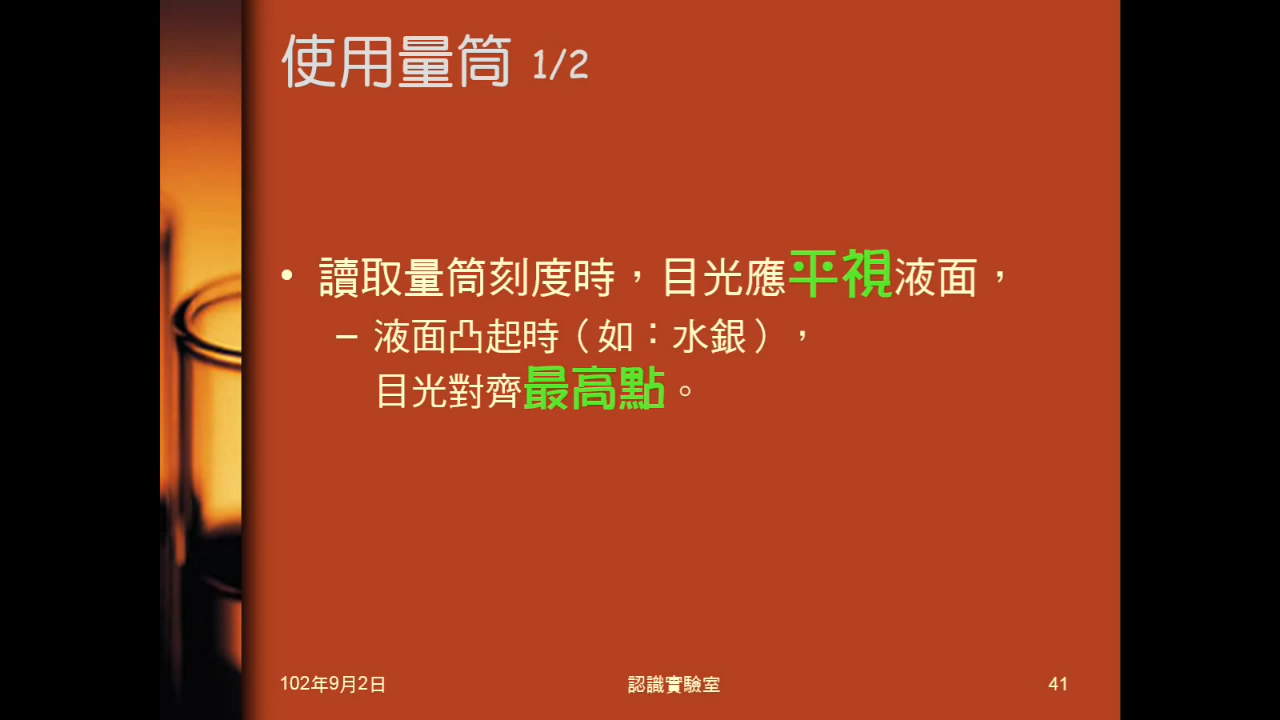 使用量筒 1/2
• 讀取量筒刻度時，目光應平視液面，
– 液面凸起時（如：水銀），
目光對齊最高點。
102年9月2日
認識實驗室
41